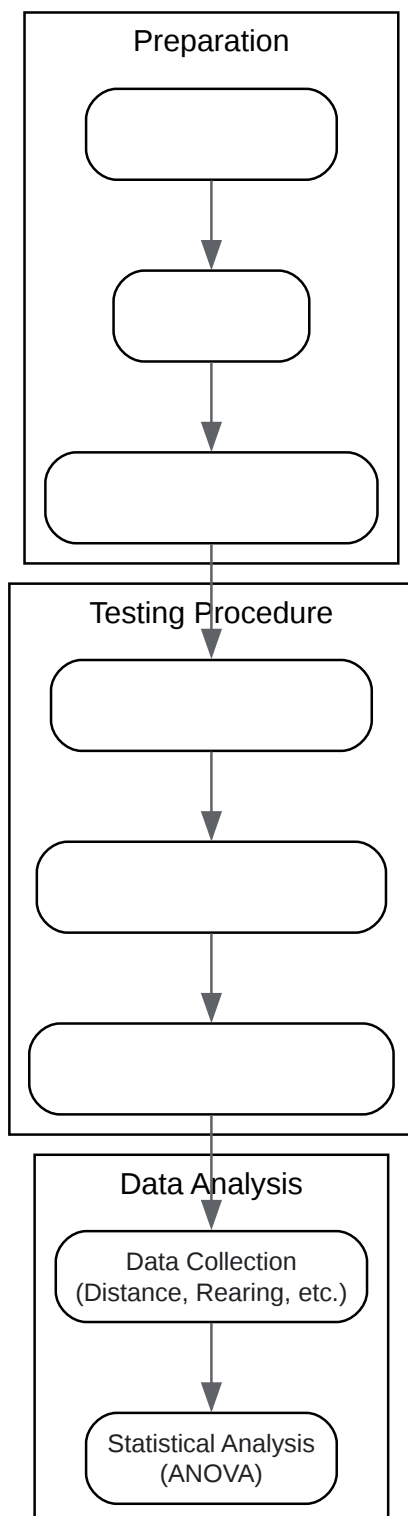 Preparation
Testing Procedure
Data Analysis
Data Collection
(Distance, Rearing, etc.)
Statistical Analysis
(ANOVA)